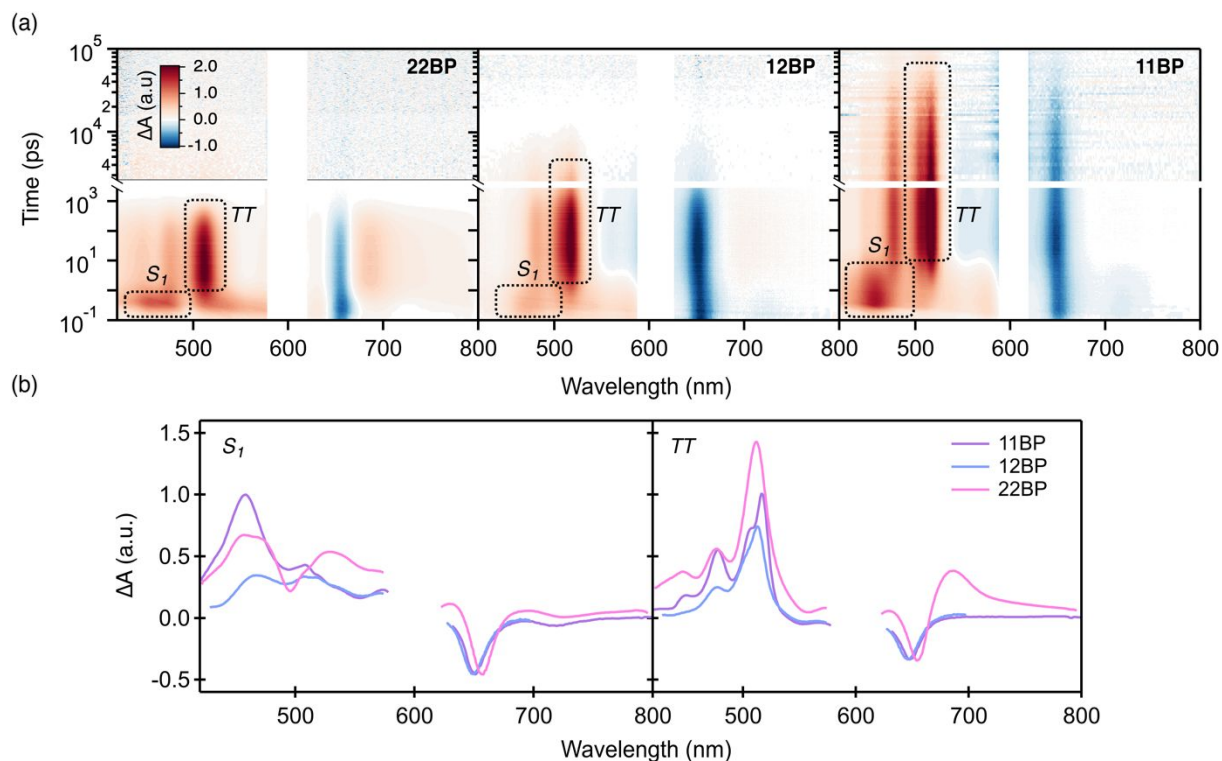 (a)
10^5
10^4
4
3
2
10^3
10^1
10^-1
Time (ps)
2.0
1.0
0.0
-1.0
ΔA (a.u)
22BP
12BP
11BP
S1
TT
S1
TT
S1
TT
500 600 700 800 500 600 700 800 500 600 700 800
Wavelength (nm)
(b)
1.5
1.0
0.5
0.0
-0.5
ΔA (a.u.)
S1
TT
11BP
12BP
22BP
500 600 700 800 500 600 700 800
Wavelength (nm)